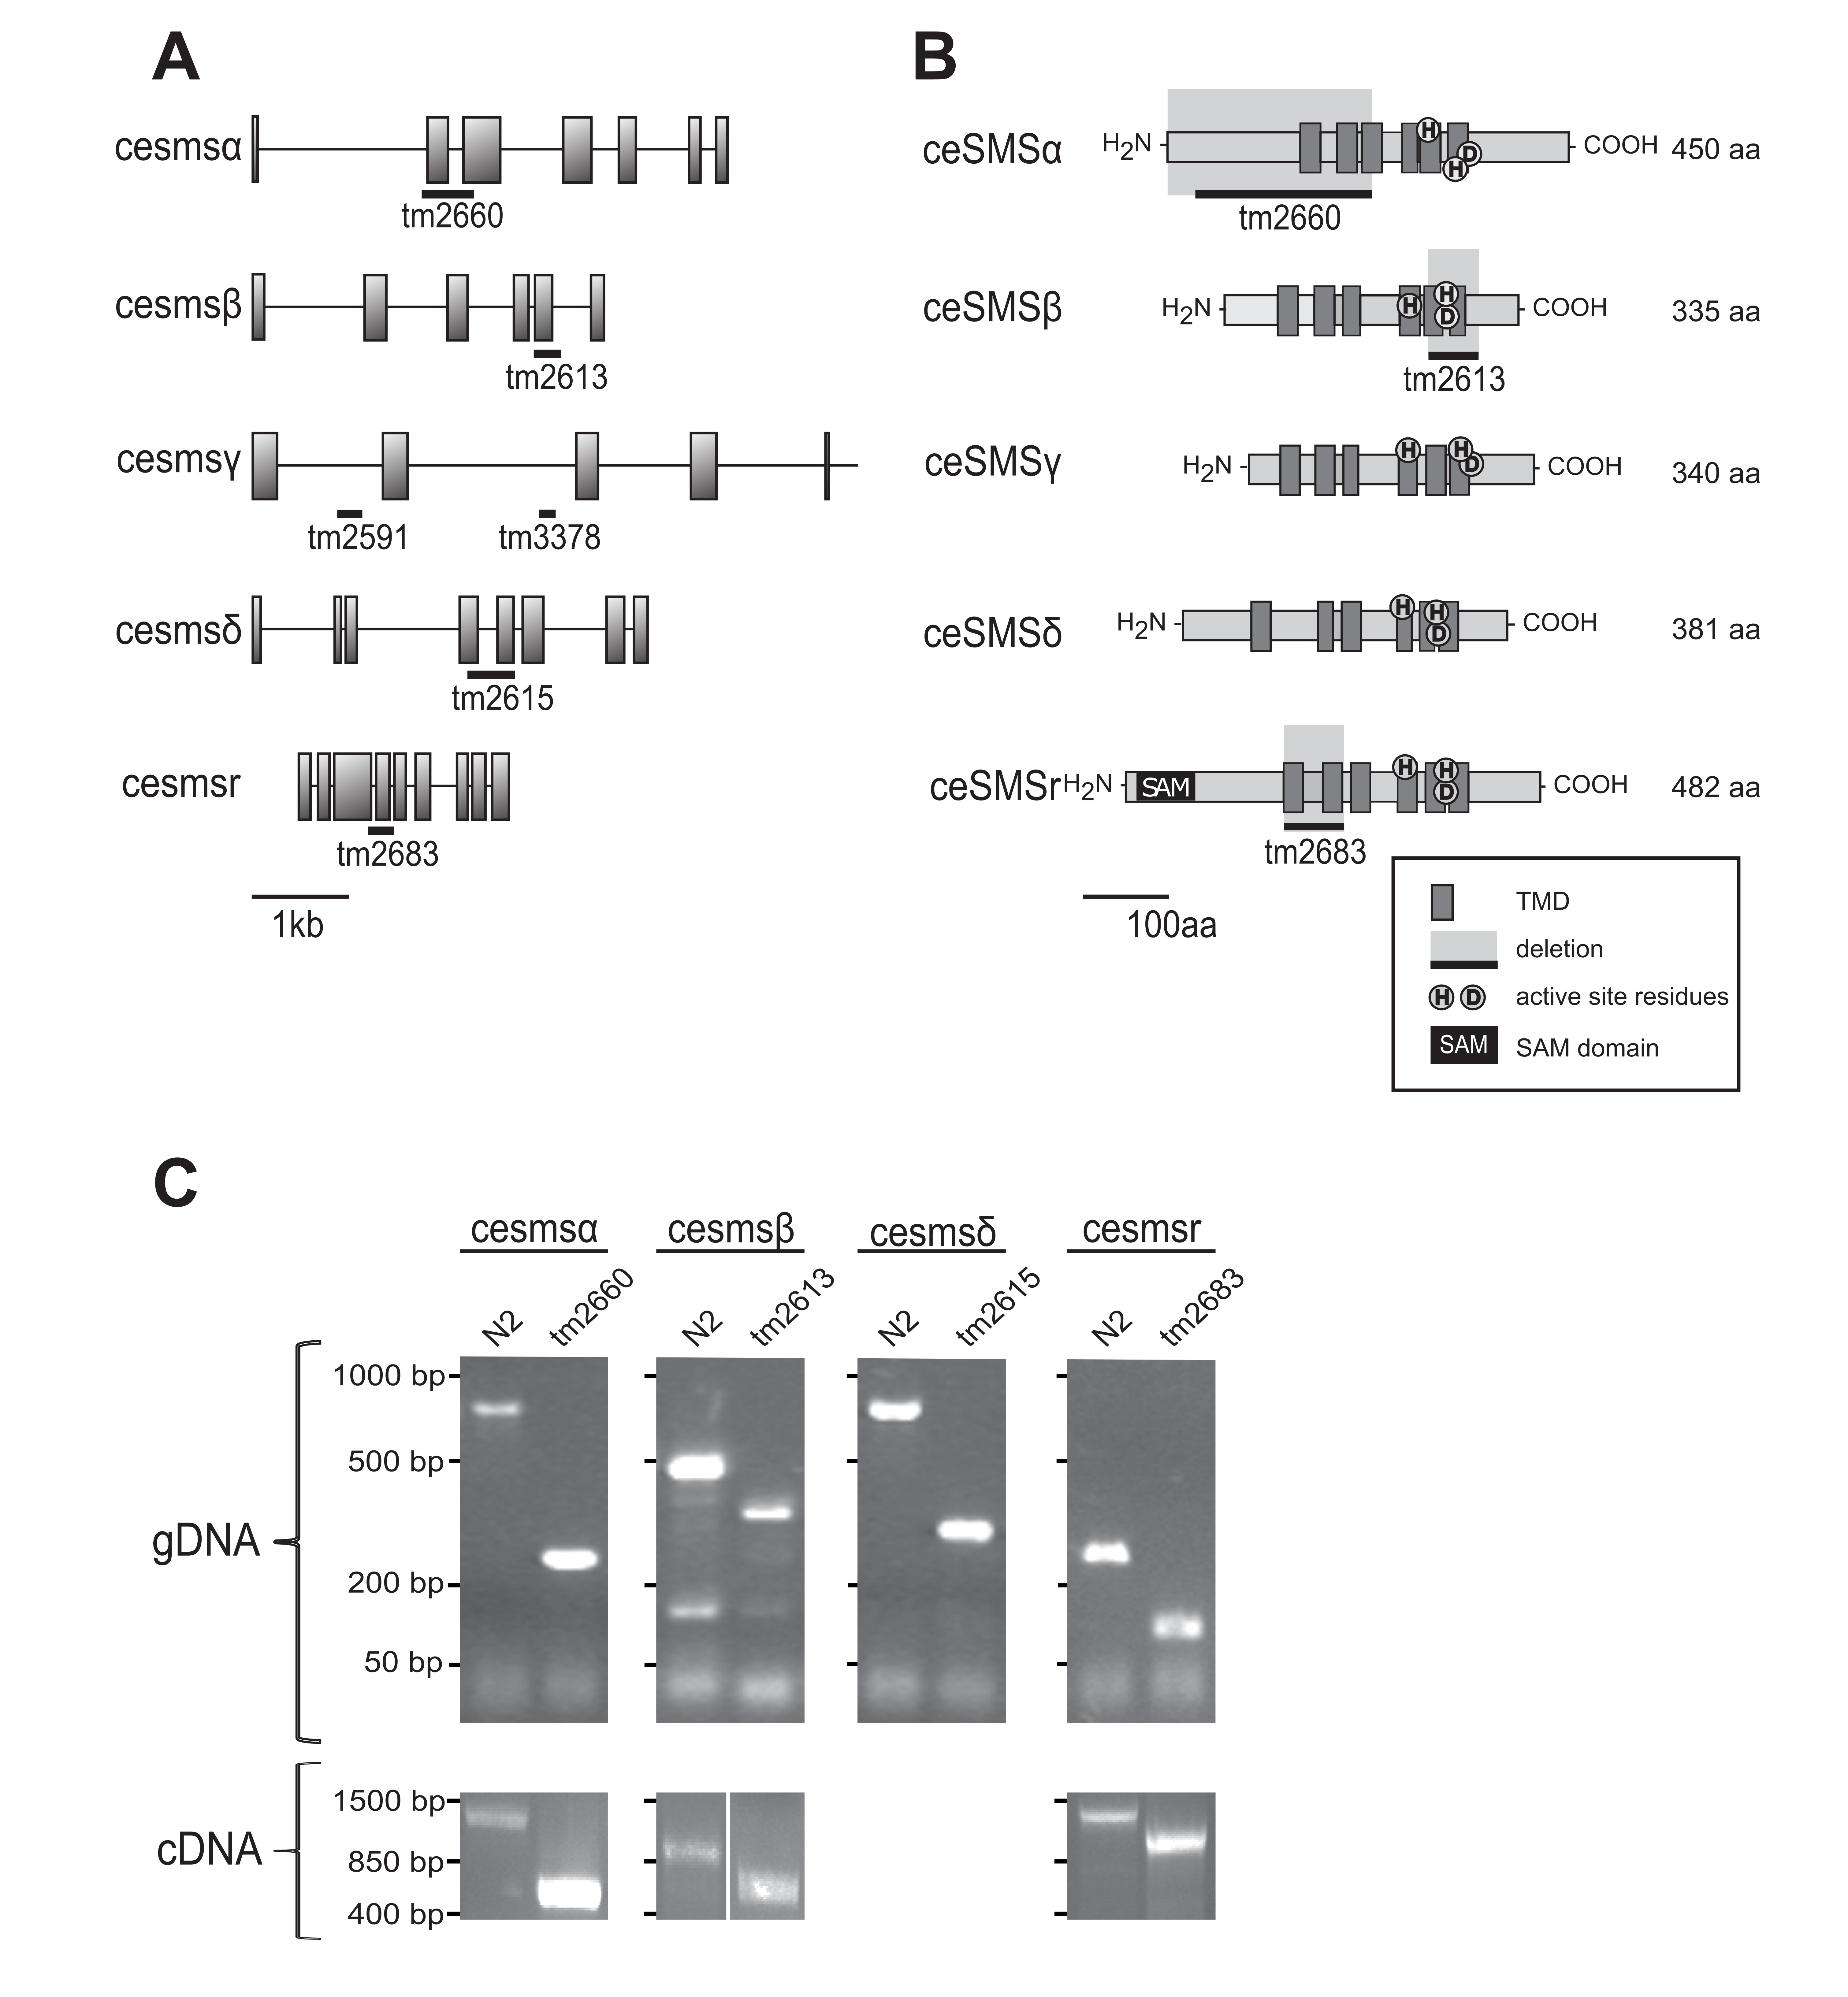 A
cesmsα
tm2660
cesmsβ
tm2613
cesmsγ
tm2591 tm3378
cesmsδ
tm2615
cesmsr
tm2683
1kb
B
ceSMSα H2N COOH 450 aa
H
D
H
tm2660
ceSMSβ H2N COOH 335 aa
H
H
D
tm2613
ceSMSγ H2N COOH 340 aa
H H
D
ceSMSδ H2N COOH 381 aa
H H
D
ceSMSr H2N SAM COOH 482 aa
H H
D
tm2683
100aa
TMD
deletion
H D active site residues
SAM SAM domain
C
cesmsα cesmsβ cesmsδ cesmsr
N2 tm2660 N2 tm2613 N2 tm2615 N2 tm2683
gDNA
1000 bp
500 bp
200 bp
50 bp
cDNA
1500 bp
850 bp
400 bp